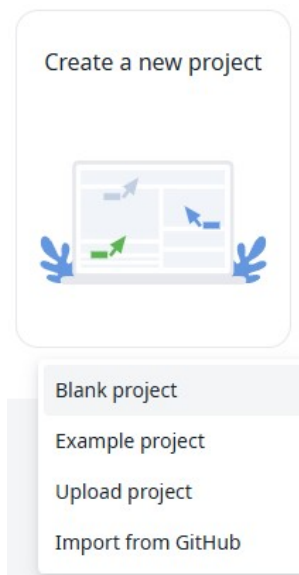 Create a new project
Blank project
Example project
Upload project
Import from GitHub